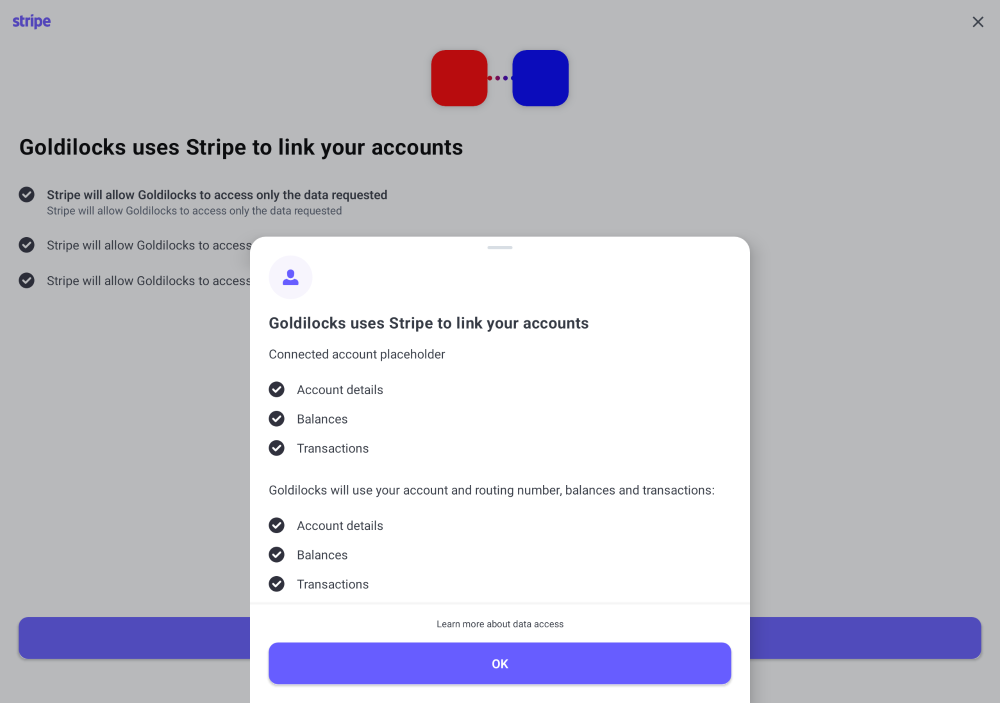 stripe
Goldilocks uses Stripe to link your accounts
Stripe will allow Goldilocks to access only the data requested
Stripe will allow Goldilocks to access only the data requested
Stripe will allow Goldilocks to access
Stripe will allow Goldilocks to access
Goldilocks uses Stripe to link your accounts
Connected account placeholder
Account details
Balances
Transactions
Goldilocks will use your account and routing number, balances and transactions:
Account details
Balances
Transactions
Learn more about data access
OK